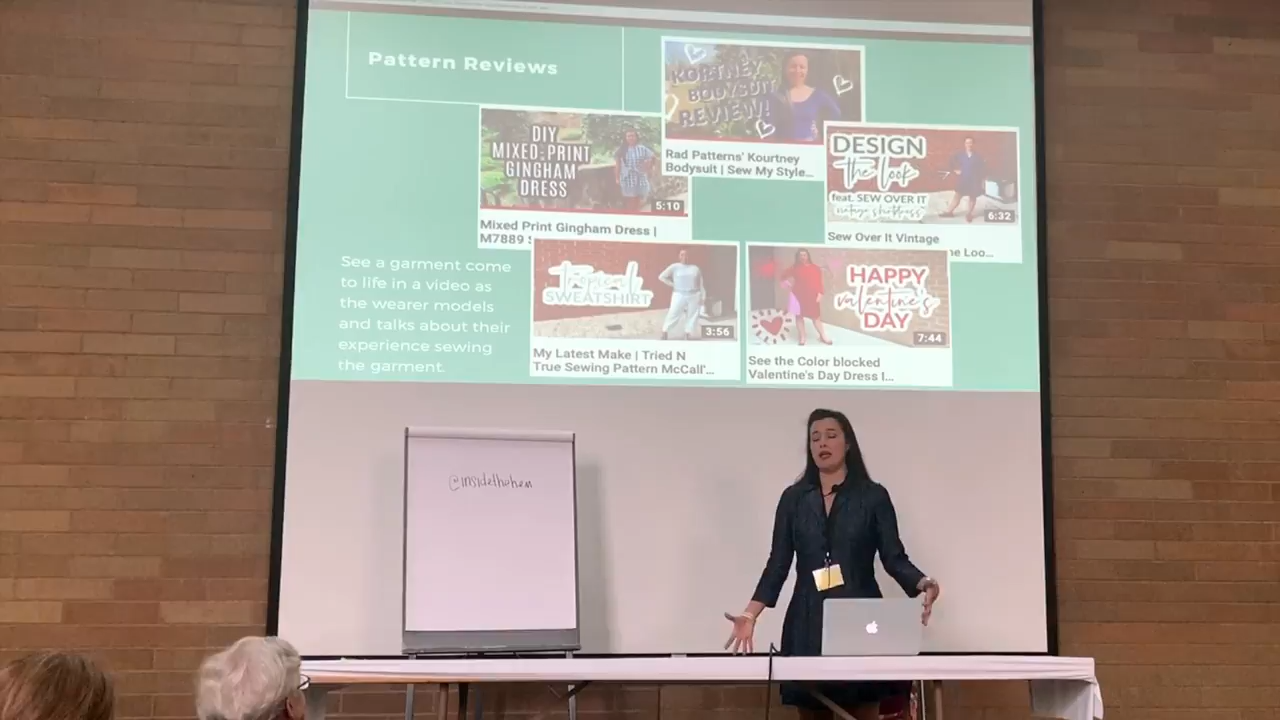 Pattern Reviews
KORTNEY
BODYSUIT
REVIEW!
Rad Patterns' Kourtney
Bodysuit | Sew My Style...
DIY
MIXED-PRINT
GINGHAM
DRESS
5:10
Mixed Print Gingham Dress |
M7889
DESIGN
the look
feat. SEW OVER IT
vintage shirtdress
6:32
Sew Over It Vintage
he Loo...
See a garment come
to life in a video as
the wearer models
and talks about their
experience sewing
the garment.
tropical
SWEATSHIRT
3:56
My Latest Make | Tried N
True Sewing Pattern McCall'...
HAPPY
valentine's
DAY
7:44
See the Color blocked
Valentine's Day Dress I...
@insidethehem